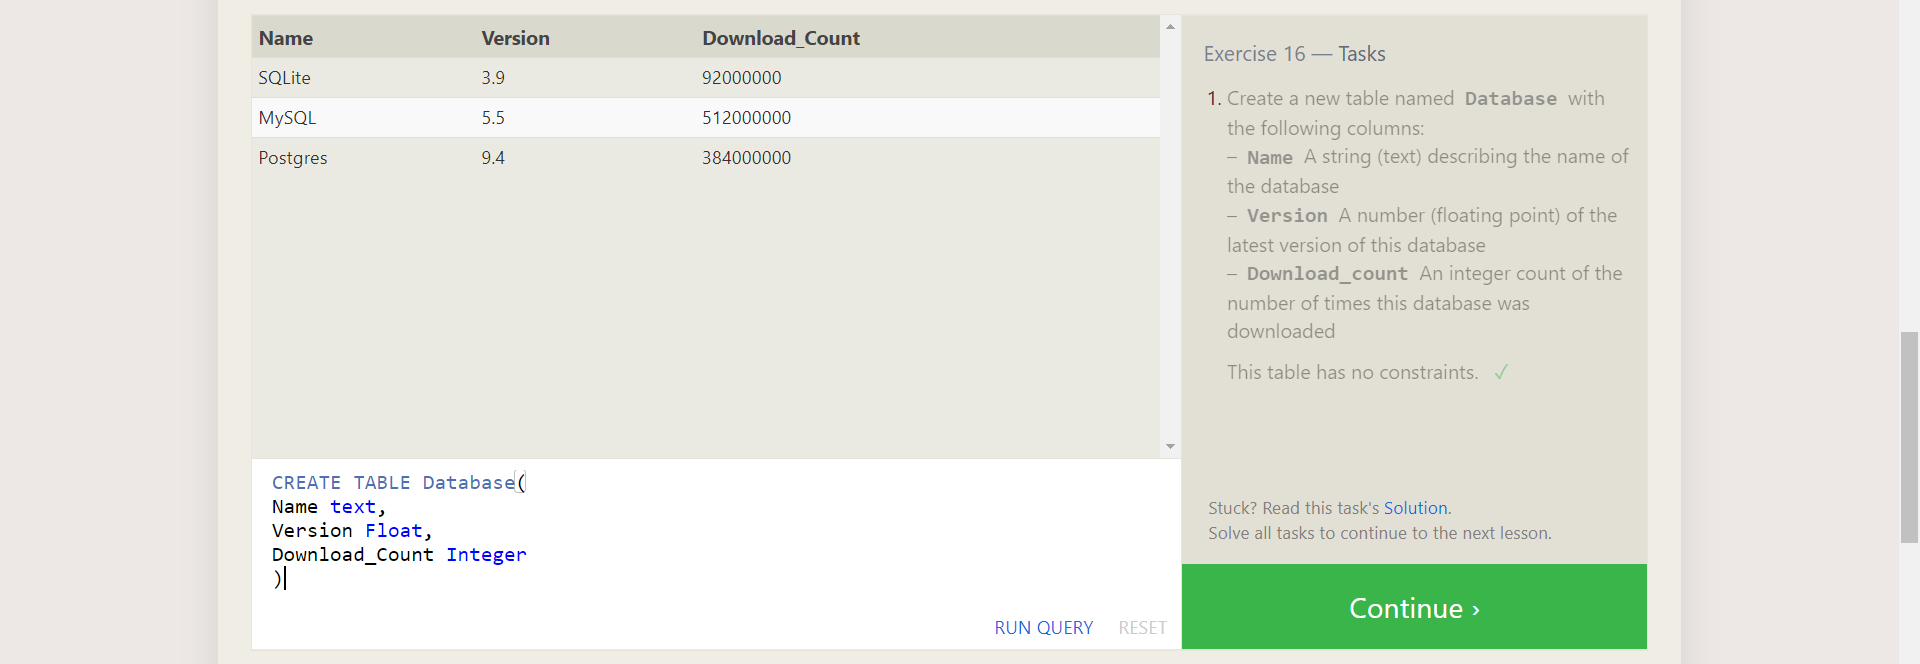 Name Version Download_Count
SQLite 3.9 92000000
MySQL 5.5 512000000
Postgres 9.4 384000000
CREATE TABLE Database(
Name text,
Version Float,
Download_Count Integer
)
RUN QUERY RESET
Exercise 16 — Tasks
1. Create a new table named Database with
the following columns:
– Name A string (text) describing the name of
the database
– Version A number (floating point) of the
latest version of this database
– Download_count An integer count of the
number of times this database was
downloaded
This table has no constraints. ✓
Stuck? Read this task's Solution.
Solve all tasks to continue to the next lesson.
Continue ›